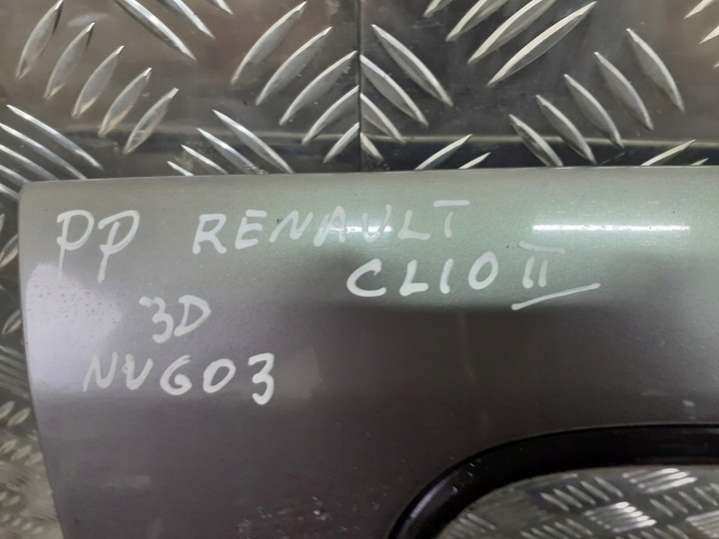 PP RENAULT
CLIO II
3D
NVG03